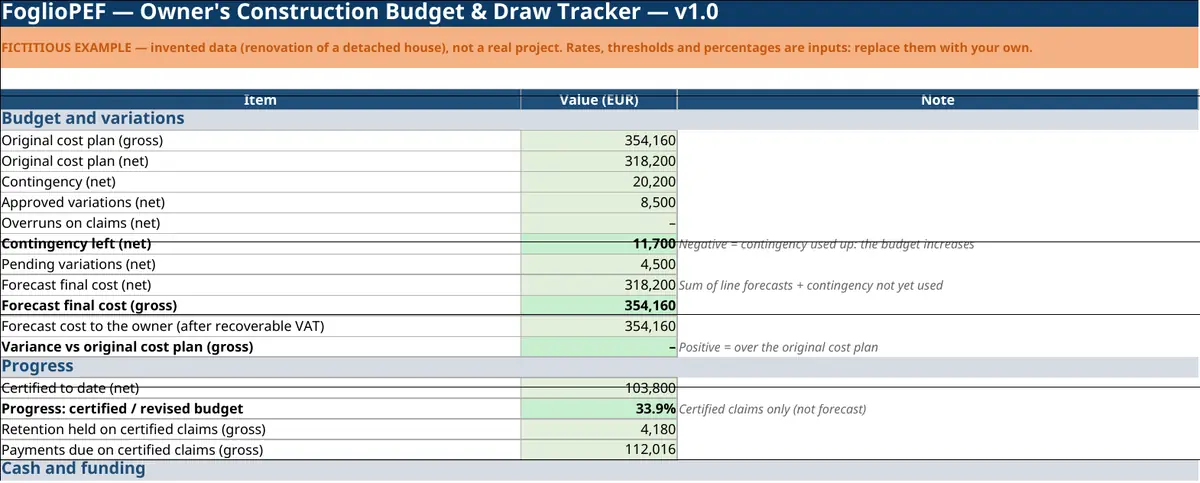 FoglioPEF — Owner's Construction Budget & Draw Tracker — v1.0
FICTITIOUS EXAMPLE — invented data (renovation of a detached house), not a real project. Rates, thresholds and percentages are inputs: replace them with your own.
Item Value (EUR) Note
Budget and variations
Original cost plan (gross) 354,160
Original cost plan (net) 318,200
Contingency (net) 20,200
Approved variations (net) 8,500
Overruns on claims (net) –
Contingency left (net) 11,700 Negative = contingency used up: the budget increases
Pending variations (net) 4,500
Forecast final cost (net) 318,200 Sum of line forecasts + contingency not yet used
Forecast final cost (gross) 354,160
Forecast cost to the owner (after recoverable VAT) 354,160
Variance vs original cost plan (gross) – Positive = over the original cost plan
Progress
Certified to date (net) 103,800
Progress: certified / revised budget 33.9% Certified claims only (not forecast)
Retention held on certified claims (gross) 4,180
Payments due on certified claims (gross) 112,016
Cash and funding